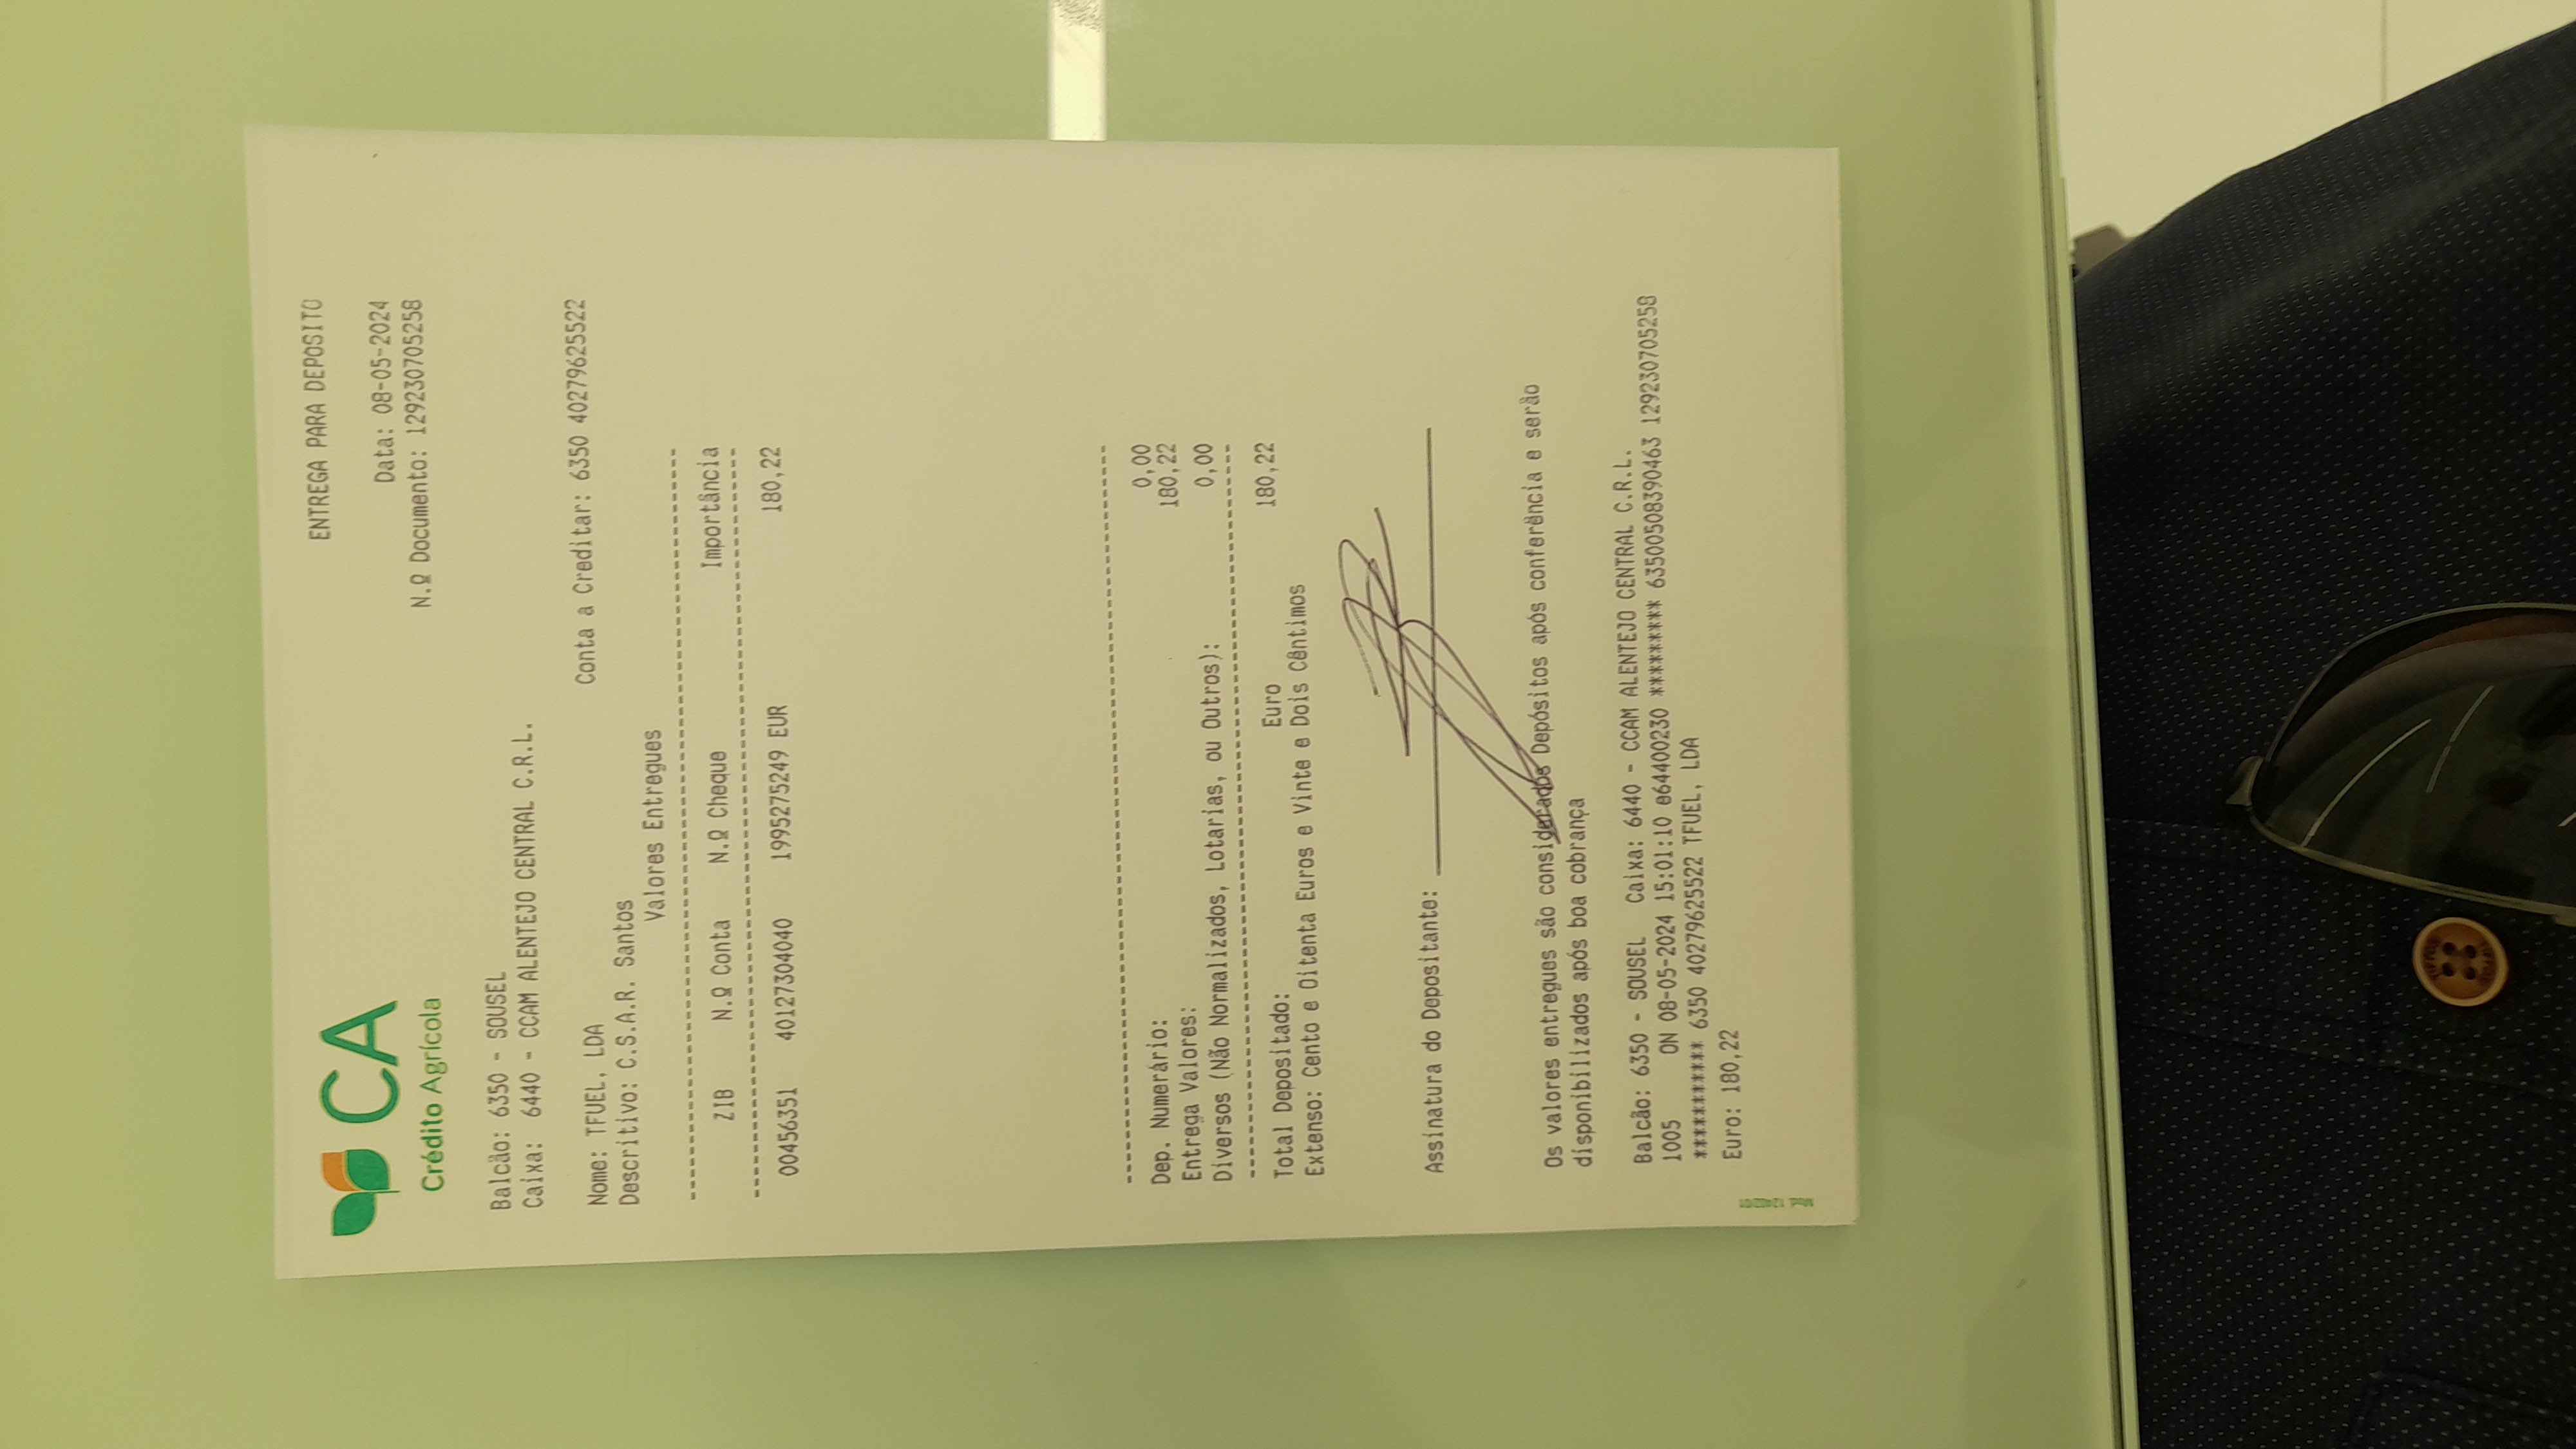 CA
Crédito Agrícola
ENTREGA PARA DEPOSITO
Data: 08-05-2024
N.º Documento: 129230705258
Balcão: 6350 - SOUSEL
Caixa: 6440 - CCAM ALENTEJO CENTRAL C.R.L.
Conta a Creditar: 6350 40279625522
Nome: TFUEL, LDA
Descritivo: C.S.A.R. Santos
Valores Entregues
ZIB N.º Conta N.º Cheque Importância
00456351 40127304040 1995275249 EUR 180,22
Dep. Numerário: 0,00
Entrega Valores: 180,22
Diversos (Não Normalizados, Lotarias, ou Outros): 0,00
Total Depositado: Euro 180,22
Extenso: Cento e Oitenta Euros e Vinte e Dois Cêntimos
Assinatura do Depositante:
Os valores entregues são considerados Depósitos após conferência e serão
disponibilizados após boa cobrança
Balcão: 6350 - SOUSEL Caixa: 6440 - CCAM ALENTEJO CENTRAL C.R.L.
1005 ON 08-05-2024 15:01:10 e6440O230 ********* 63500508390463 129230705258
********** 6350 40279625522 TFUEL, LDA
Euro: 180,22